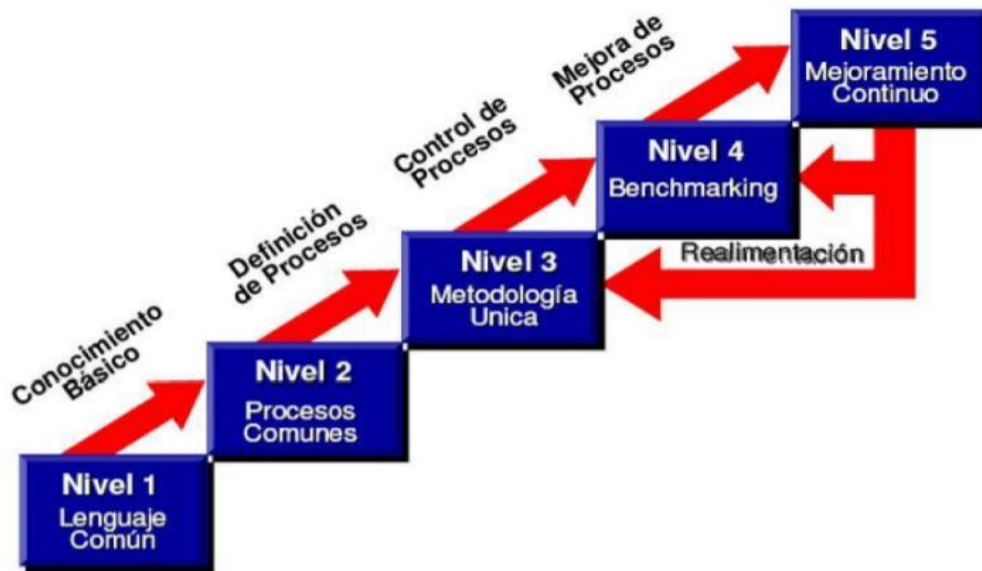 Nivel 5
Mejoramiento
Continuo
Mejora de
Procesos
Nivel 4
Benchmarking
Control de
Procesos
Realimentación
Nivel 3
Metodología
Unica
Definición
de Procesos
Nivel 2
Procesos
Comunes
Conocimiento
Básico
Nivel 1
Lenguaje
Común